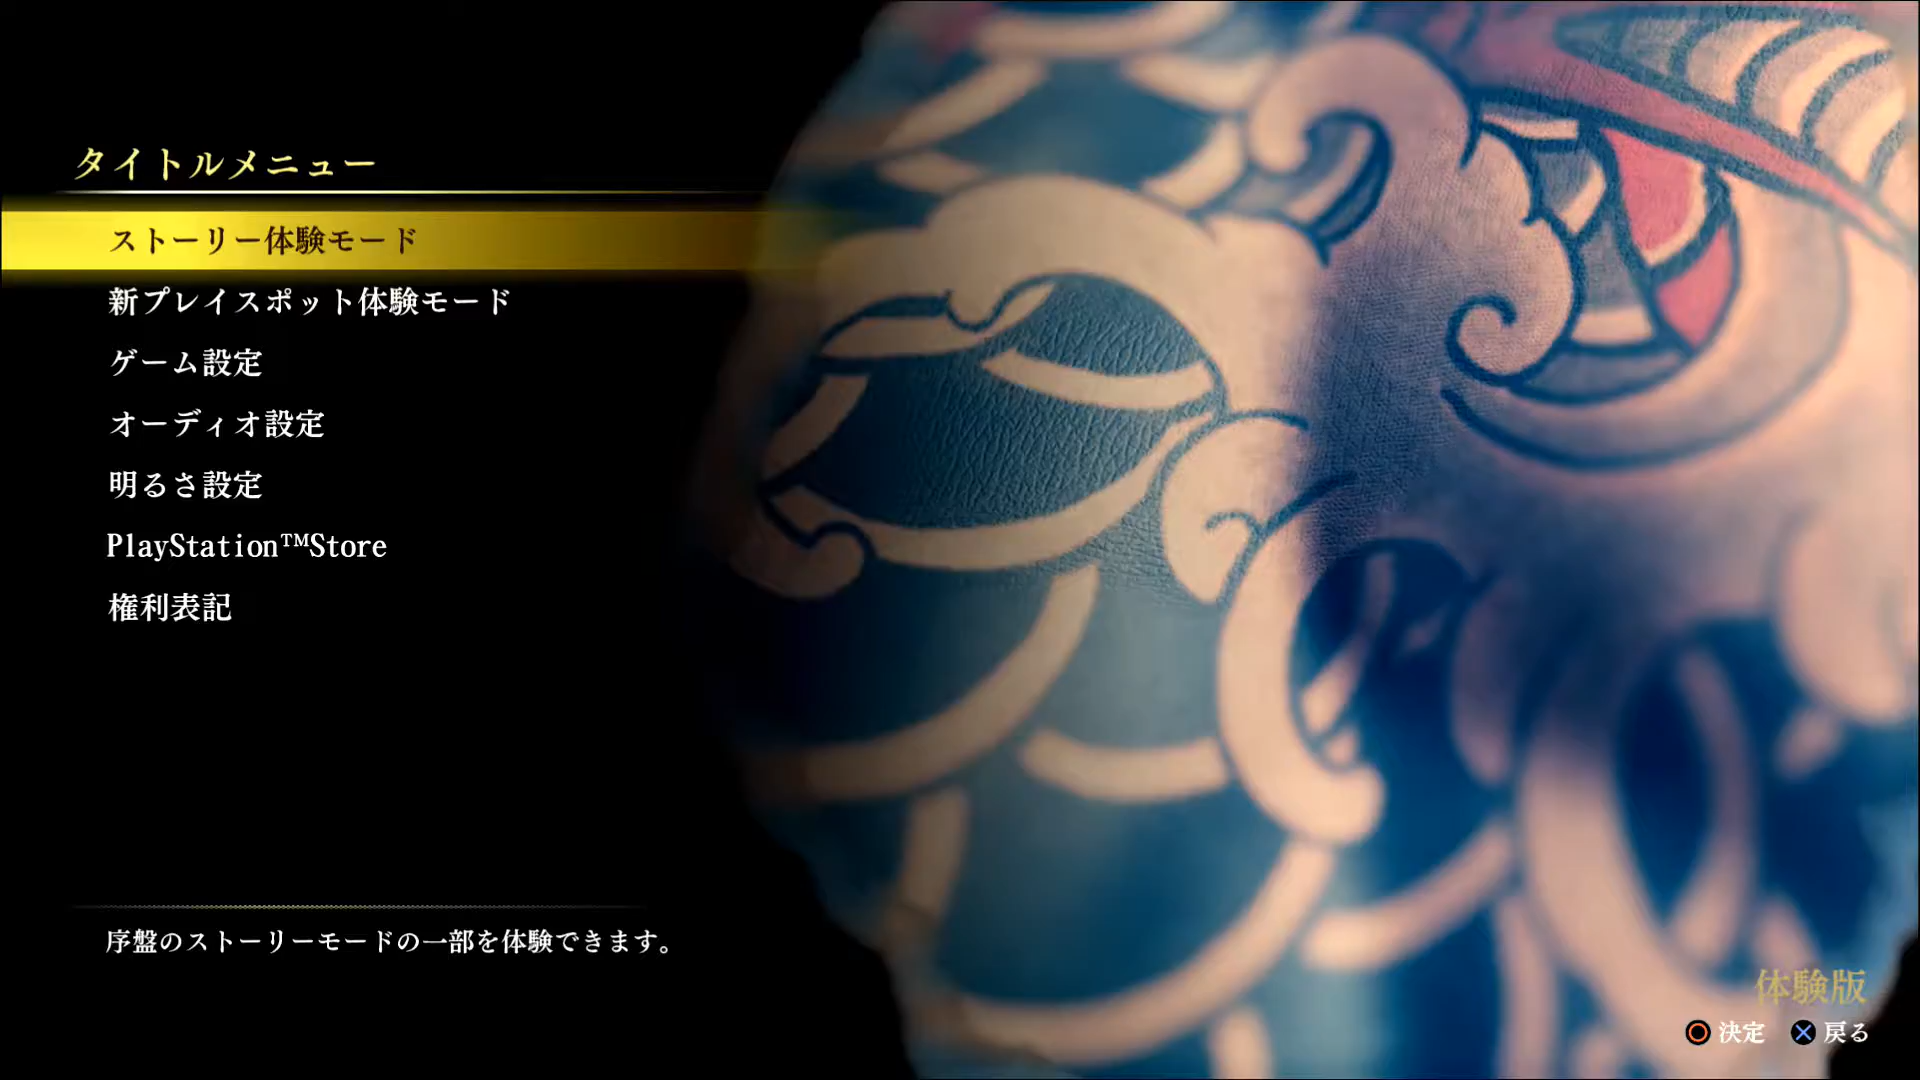 タイトルメニュー
ストーリー体験モード
新プレイスポット体験モード
ゲーム設定
オーディオ設定
明るさ設定
PlayStation™Store
権利表記
序盤のストーリーモードの一部を体験できます。
体験版
決定 戻る